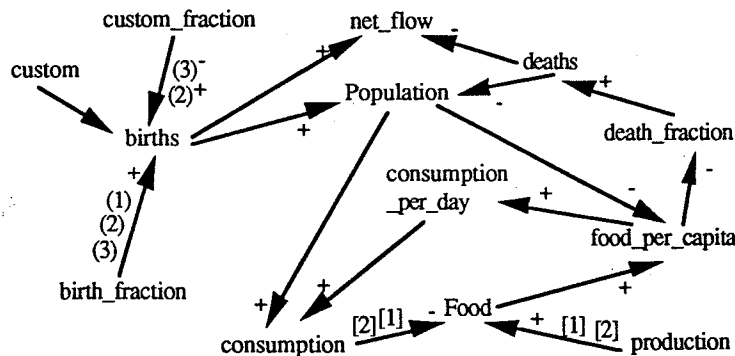 custom_fraction
net_flow
custom
(3) -
(2) +
+
-
deaths
Population
-
+
births
+
death_fraction
+
(1)
(2)
(3)
consumption
_per_day
+
-
-
food_per_capita
birth_fraction
+
+
+
consumption
[2] [1]
-
Food
+
[1] [2]
production